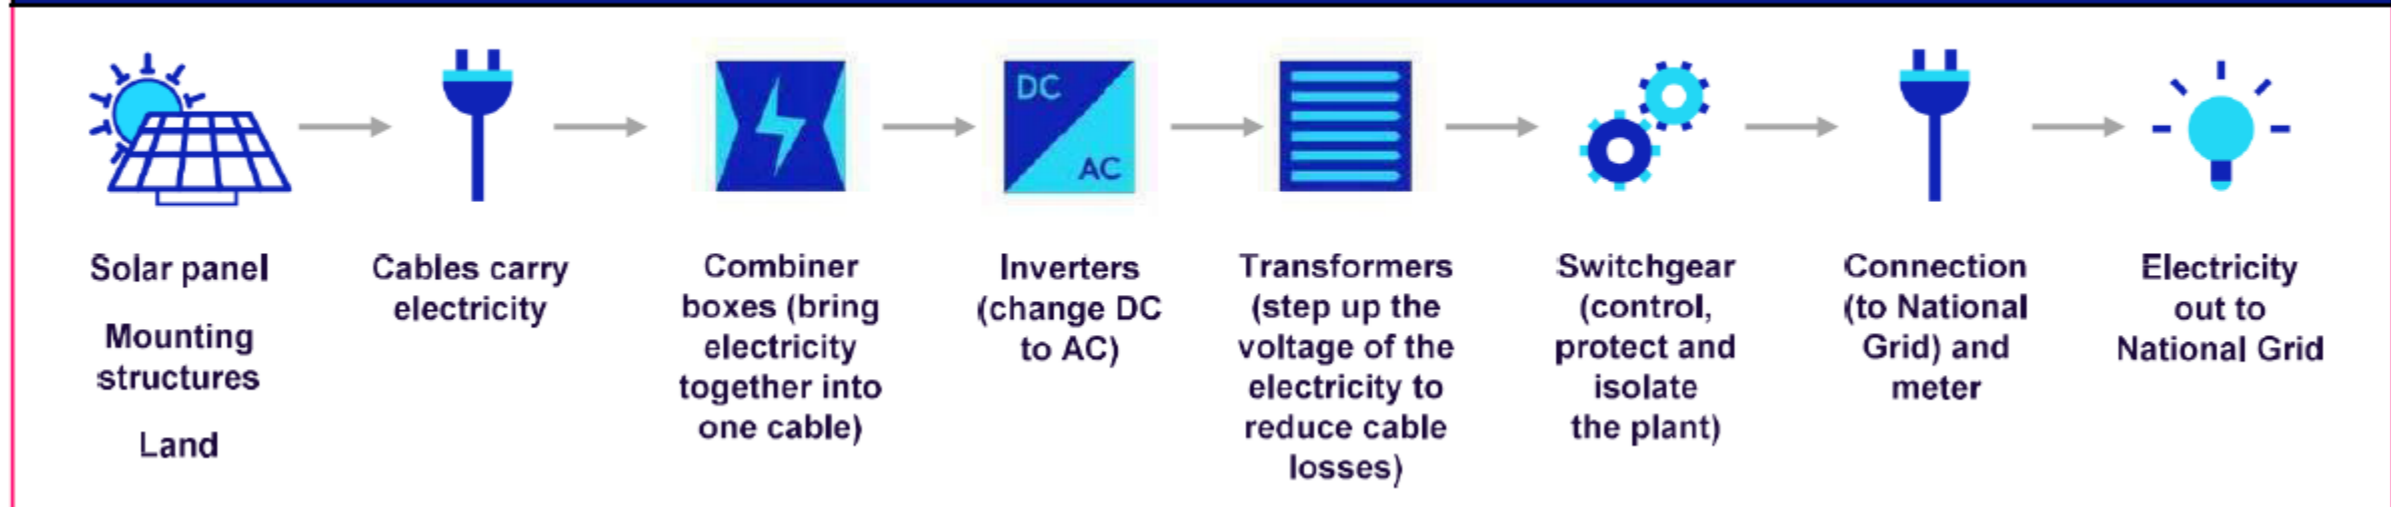 DC
AC
Solar panel
Mounting
structures
Land
Cables carry
electricity
Combiner
boxes (bring
electricity
together into
one cable)
Inverters
(change DC
to AC)
Transformers
(step up the
voltage of the
electricity to
reduce cable
losses)
Switchgear
(control,
protect and
isolate
the plant)
Connection
(to National
Grid) and
meter
Electricity
out to
National Grid